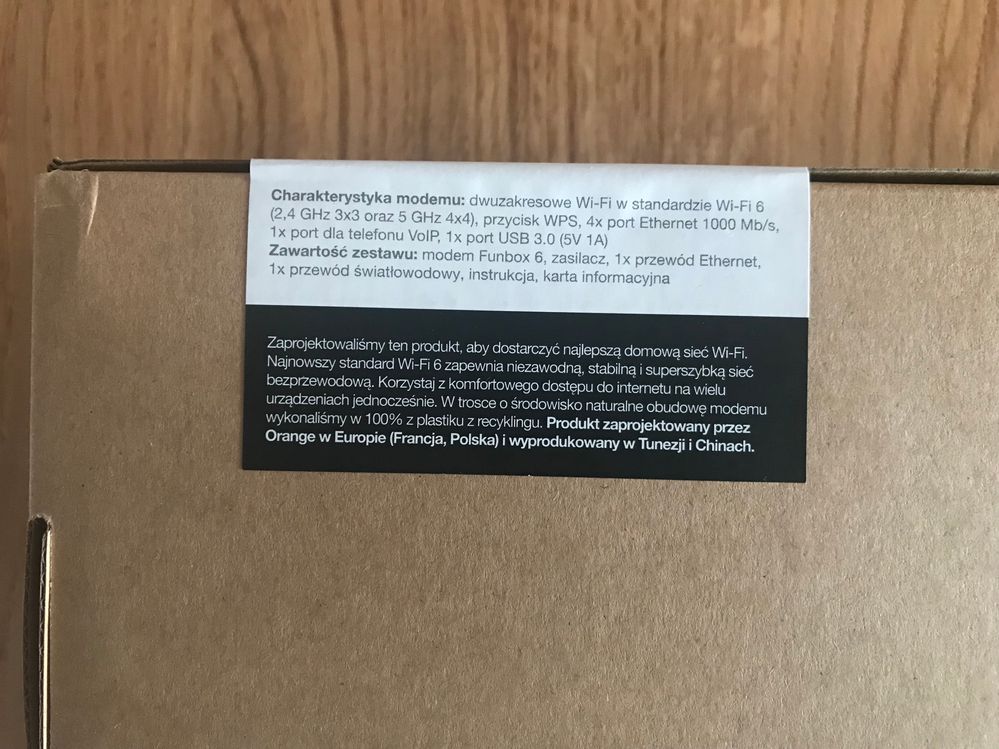 Charakterystyka modemu: dwuzakresowe Wi-Fi w standardzie Wi-Fi 6
(2,4 GHz 3x3 oraz 5 GHz 4x4), przycisk WPS, 4x port Ethernet 1000 Mb/s,
1x port dla telefonu VoIP, 1x port USB 3.0 (5V 1A)
Zawartość zestawu: modem Funbox 6, zasilacz, 1x przewód Ethernet,
1x przewód światłowodowy, instrukcja, karta informacyjna
Zaprojektowaliśmy ten produkt, aby dostarczyć najlepszą domową sieć Wi-Fi.
Najnowszy standard Wi-Fi 6 zapewnia niezawodną, stabilną i superszybką sieć
bezprzewodową. Korzystaj z komfortowego dostępu do internetu na wielu
urządzeniach jednocześnie. W trosce o środowisko naturalne obudowę modemu
wykonaliśmy w 100% z plastiku z recyklingu. Produkt zaprojektowany przez
Orange w Europie (Francja, Polska) i wyprodukowany w Tunezji i Chinach.